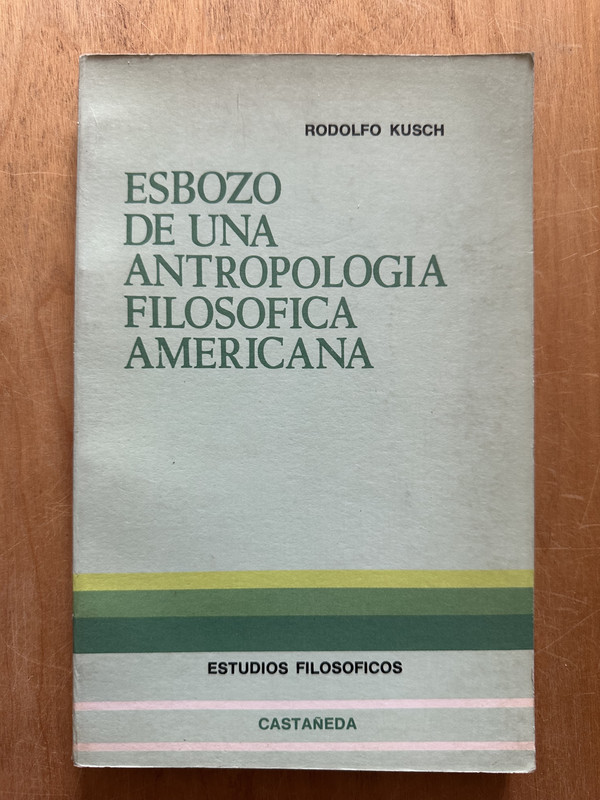 RODOLFO KUSCH
ESBOZO
DE UNA
ANTROPOLOGIA
FILOSOFICA
AMERICANA
ESTUDIOS FILOSOFICOS
CASTAÑEDA